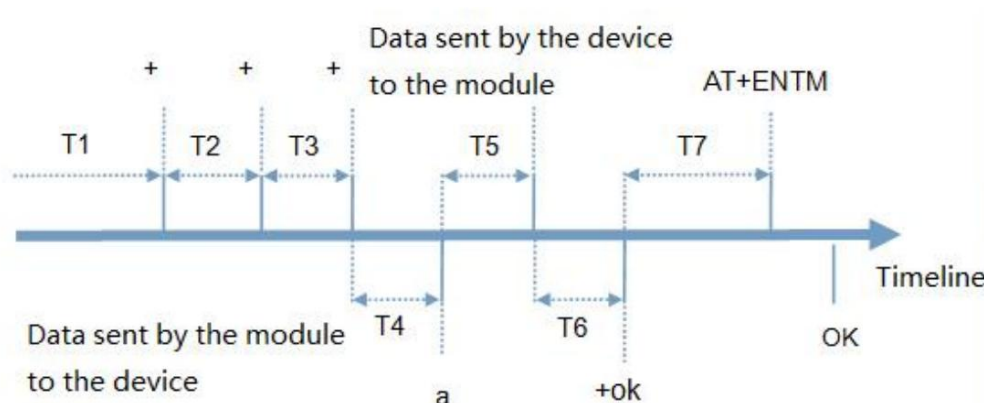 Data sent by the device
to the module
+ + +
AT+ENTM
T1 T2 T3 T5 T7
Timeline
T4 T6
Data sent by the module
to the device
OK
a +ok